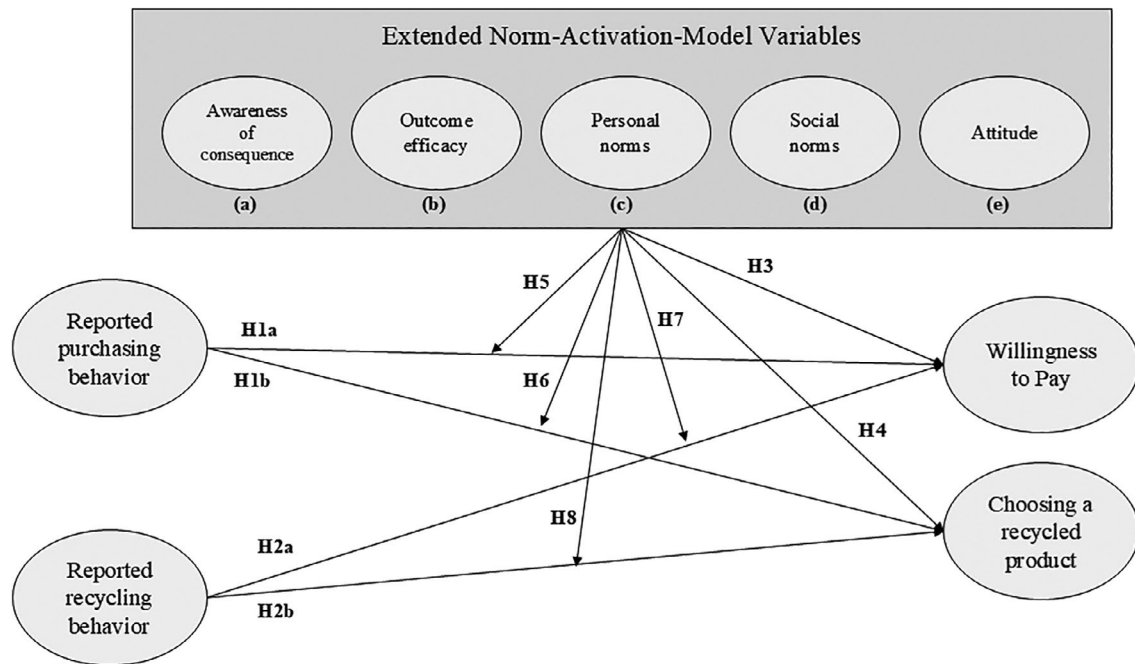 Extended Norm-Activation-Model Variables
Awareness
of
consequence
Outcome
efficacy
Personal
norms
Social
norms
Attitude
(a)
(b)
(c)
(d)
(e)
H5
H3
H7
Reported
purchasing
behavior
H1a
H1b
H6
Willingness
to Pay
H4
H8
Choosing a
recycled
product
H2a
H2b
Reported
recycling
behavior